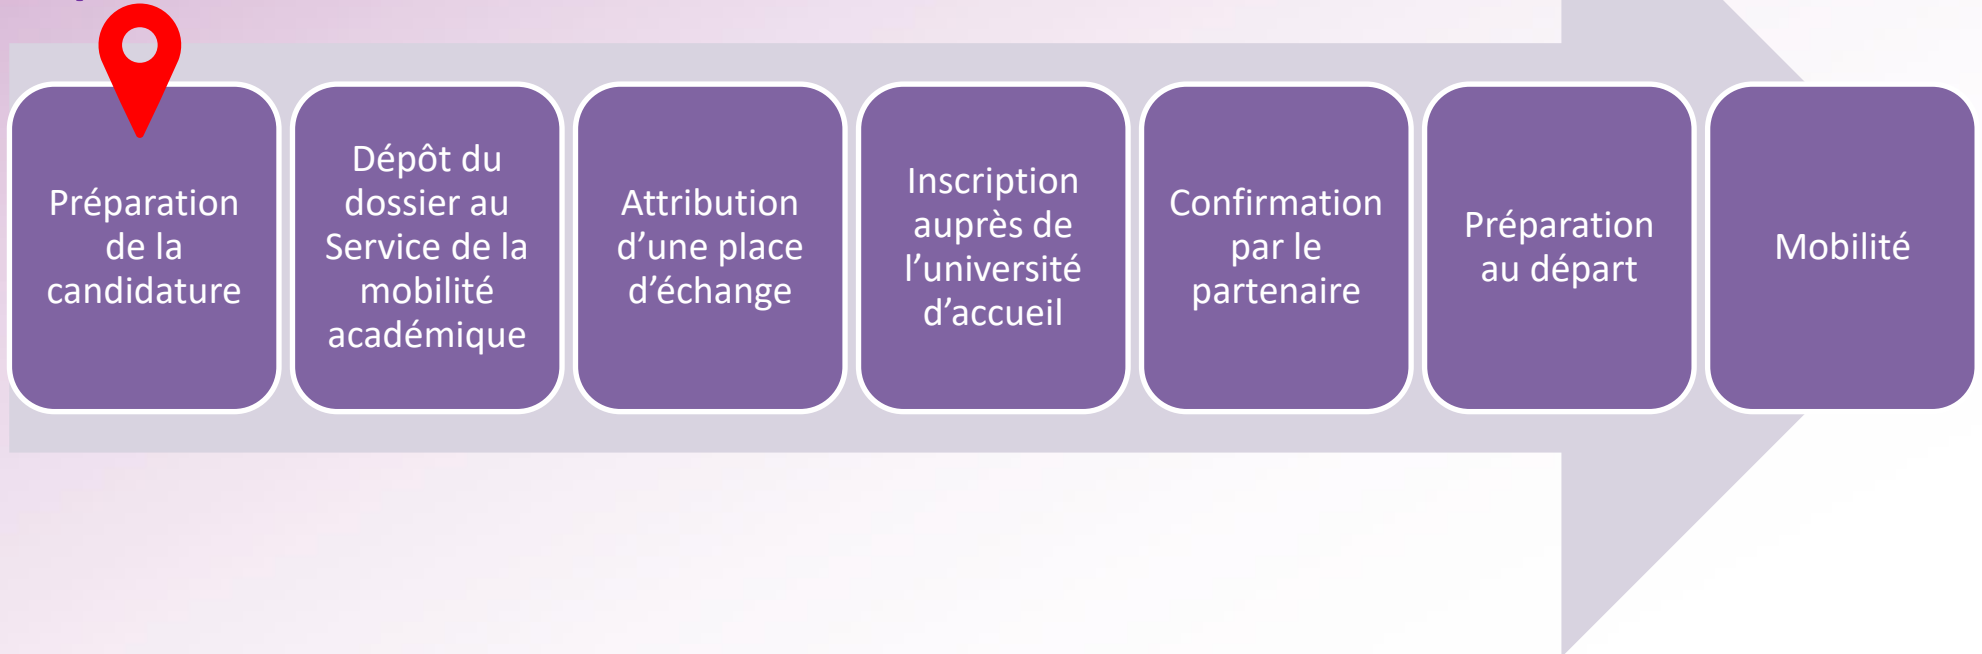 Préparation
de la
candidature
Dépôt du
dossier au
Service de la
mobilité
académique
Attribution
d’une place
d’échange
Inscription
auprès de
l’université
d’accueil
Confirmation
par le
partenaire
Préparation
au départ
Mobilité